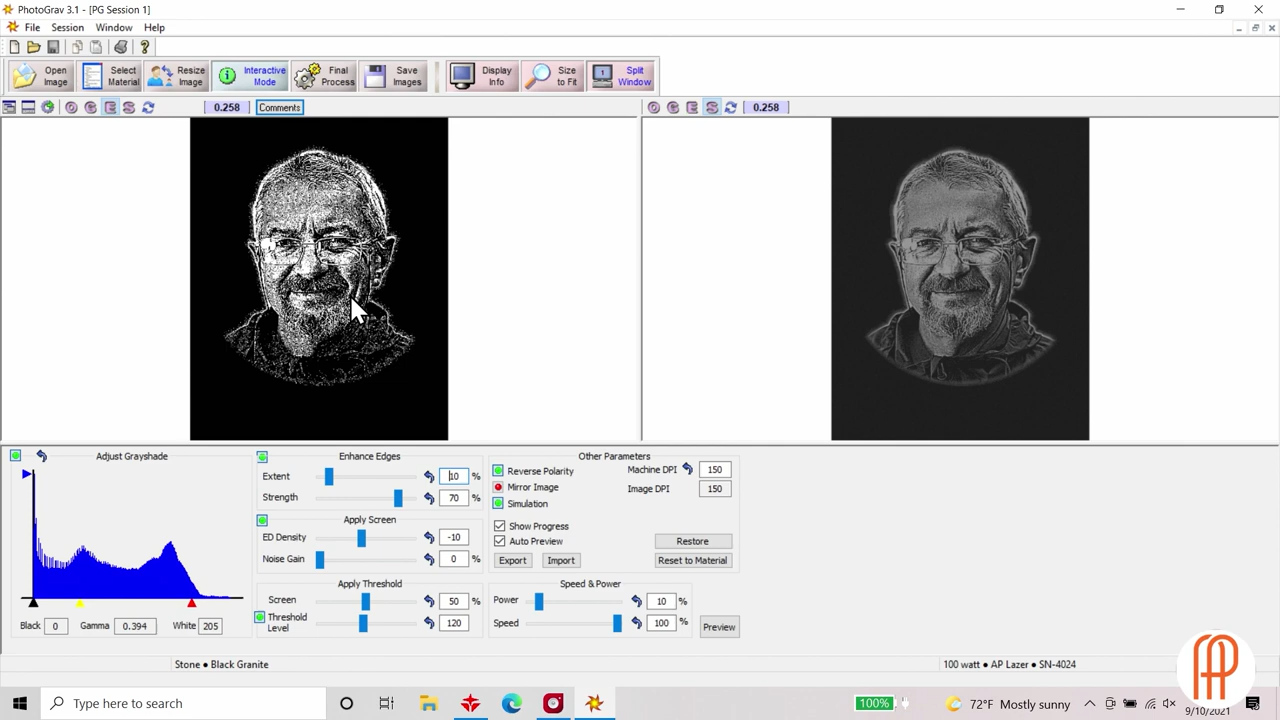 PhotoGrav 3.1 - [PG Session 1]
File Session Window Help
Open Image
Select Material
Resize Image
Interactive Mode
Final Process
Save Images
Display Info
Size to Fit
Split Window
0.258 Comments
0.258
Adjust Grayshade
Black 0 Gamma 0.394 White 205
Enhance Edges
Extent 10 %
Strength 70 %
Apply Screen
ED Density -10
Noise Gain 0 %
Apply Threshold
Screen 50 %
Threshold Level 120
Other Parameters
Reverse Polarity
Mirror Image
Simulation
Machine DPI 150
Image DPI 150
Show Progress
Auto Preview
Restore
Export Import Reset to Material
Speed & Power
Power 10 %
Speed 100 %
Preview
Stone ● Black Granite
100 watt ● AP Lazer ● SN-4024
Type here to search
100%
72°F Mostly sunny
9/10/2021